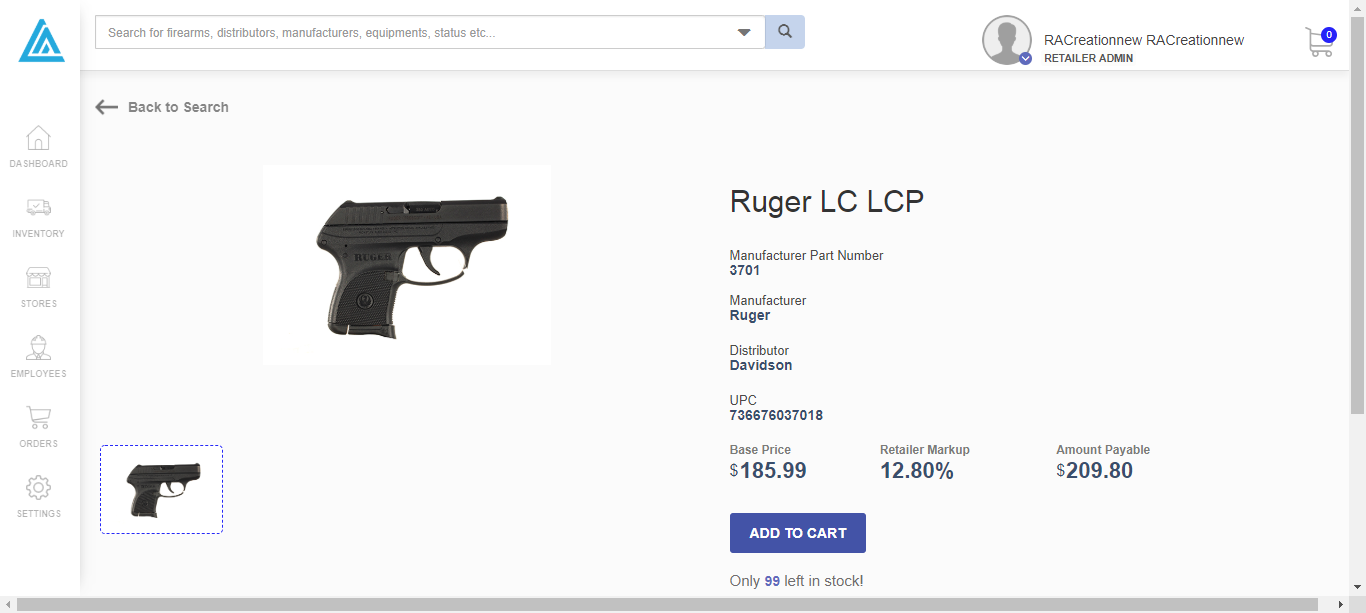 Search for firearms, distributors, manufacturers, equipments, status etc...
RACreationnew RACreationnew
RETAILER ADMIN
0
Back to Search
DASHBOARD
INVENTORY
STORES
EMPLOYEES
ORDERS
SETTINGS
RUGER
Ruger LC LCP
Manufacturer Part Number
3701
Manufacturer
Ruger
Distributor
Davidson
UPC
736676037018
Base Price
$185.99
Retailer Markup
12.80%
Amount Payable
$209.80
ADD TO CART
Only 99 left in stock!